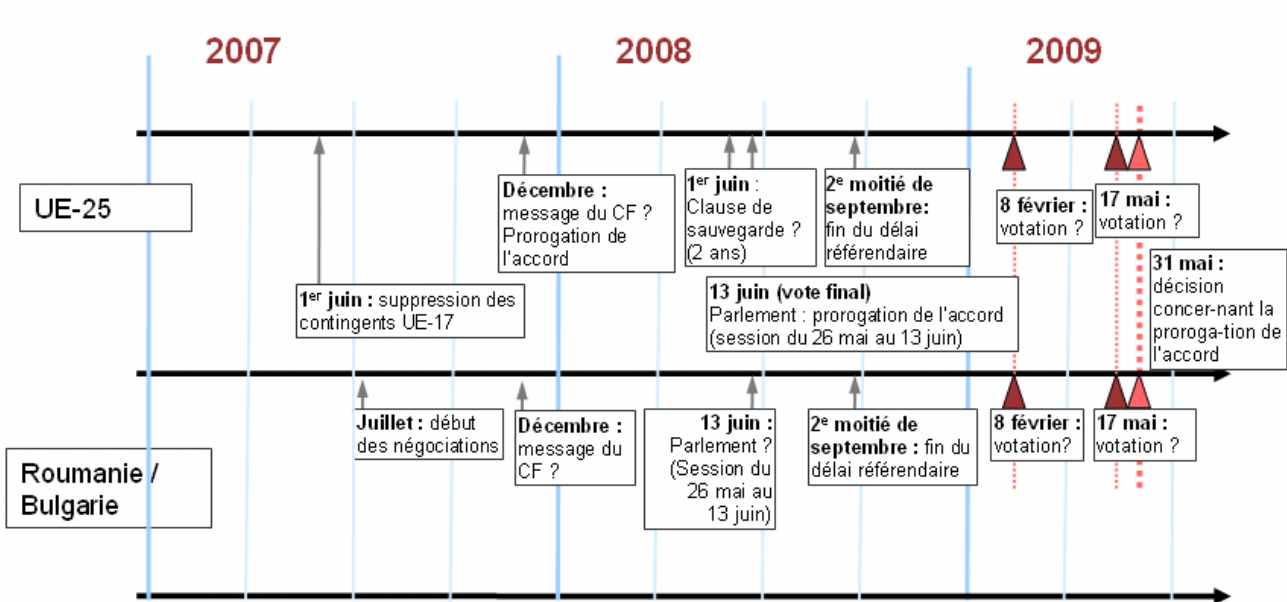 2007
2008
2009
UE-25
1er juin : suppression des
contingents UE-17
Décembre :
message du CF ?
Prorogation de
l'accord
1er juin :
Clause de
sauvegarde ?
(2 ans)
2e moitié de
septembre:
fin du délai
référendaire
13 juin (vote final)
Parlement : prorogation de l'accord
(session du 26 mai au 13 juin)
8 février :
votation ?
17 mai :
votation ?
31 mai :
décision
concer-nant la
proroga-tion de
l'accord
Roumanie /
Bulgarie
Juillet : début
des négociations
Décembre :
message du
CF ?
13 juin :
Parlement ?
(Session du
26 mai au
13 juin)
2e moitié de
septembre : fin du
délai référendaire
8 février :
votation?
17 mai :
votation ?